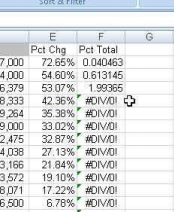 Sort & Filter
E F G
Pct Chg Pct Total
7,000 72.65% 0.040463
4,000 54.60% 0.613145
6,379 53.07% 1.99365
8,333 42.36% #DIV/0!
9,264 35.38% #DIV/0!
9,000 33.02% #DIV/0!
2,475 32.87% #DIV/0!
4,038 27.13% #DIV/0!
3,166 21.84% #DIV/0!
3,572 19.10% #DIV/0!
8,071 17.22% #DIV/0!
6,500 6.78% #DIV/0!